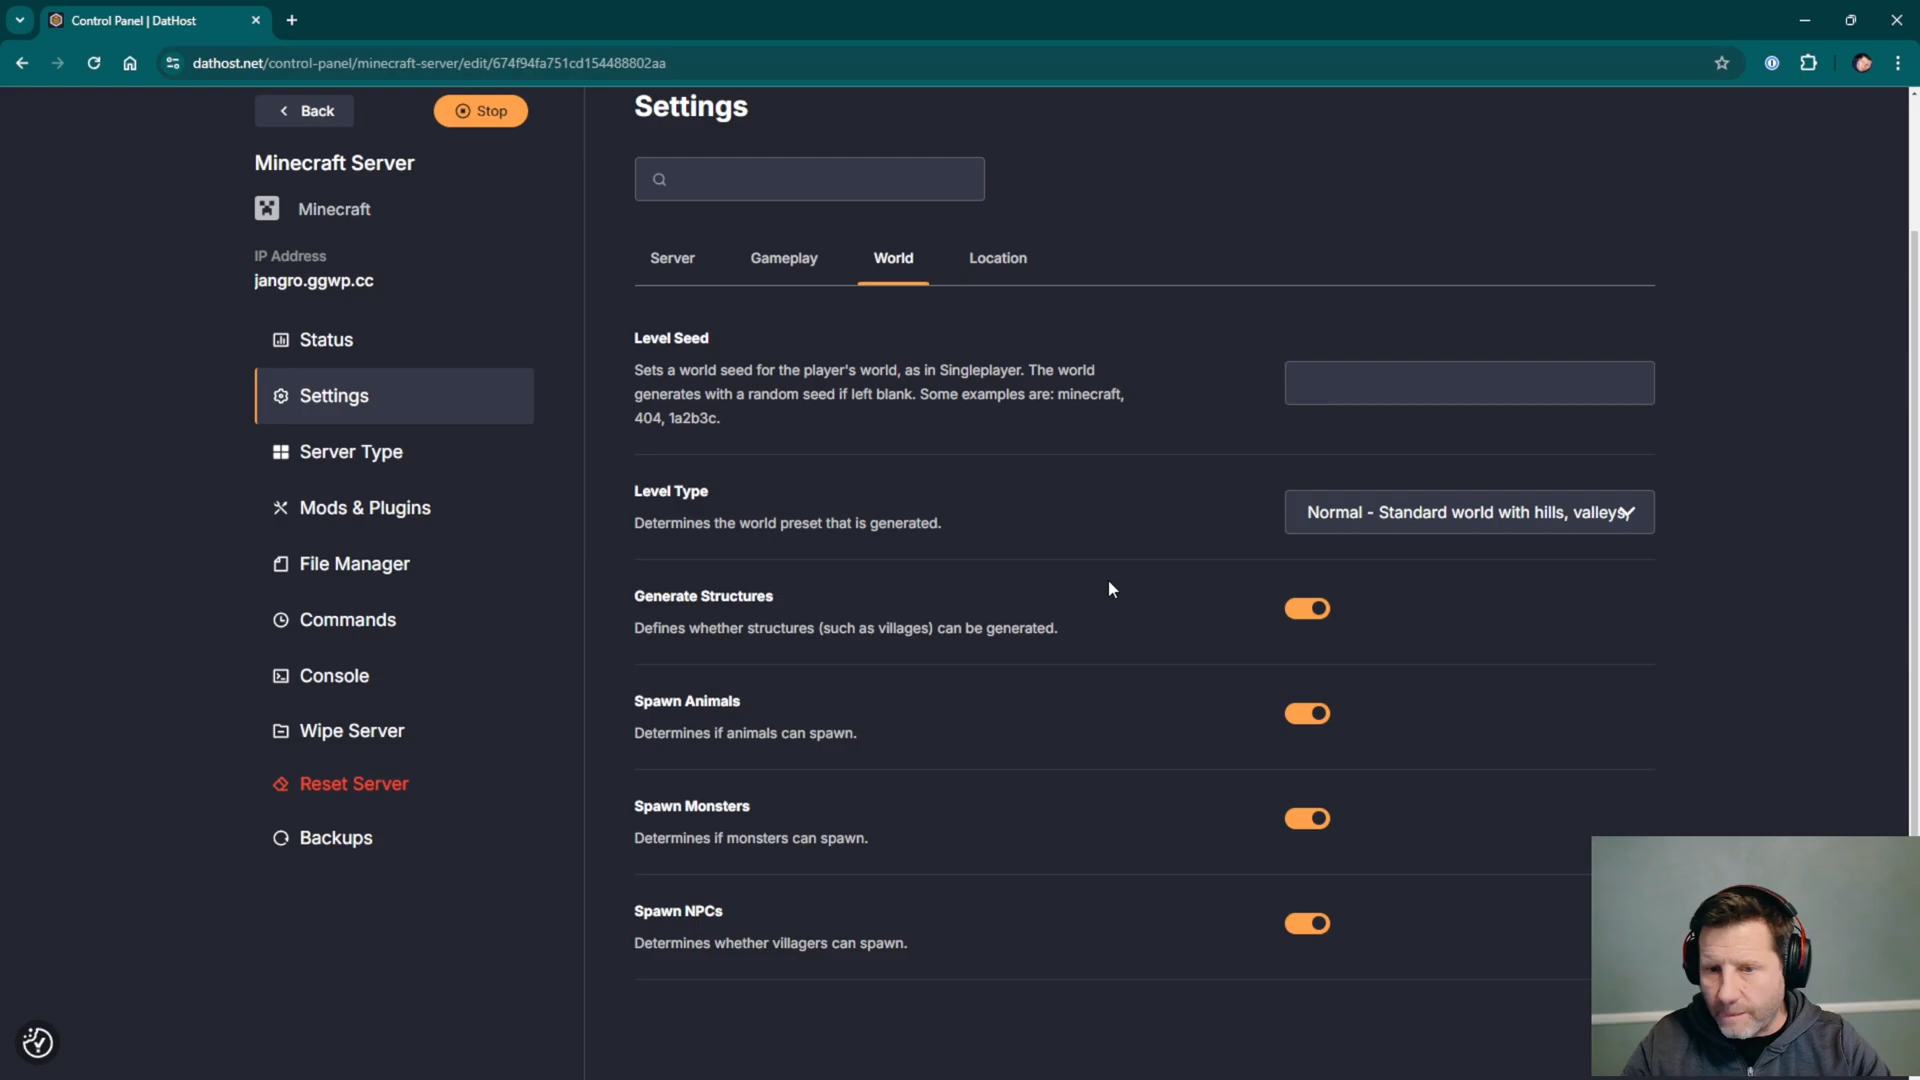 Control Panel | DatHost
dathost.net/control-panel/minecraft-server/edit/674f94fa751cd154488802aa
Back
Stop
Minecraft Server
Minecraft
IP Address
jangro.ggwp.cc
Status
Settings
Server Type
Mods & Plugins
File Manager
Commands
Console
Wipe Server
Reset Server
Backups
Settings
Server
Gameplay
World
Location
Level Seed
Sets a world seed for the player's world, as in Singleplayer. The world
generates with a random seed if left blank. Some examples are: minecraft,
404, 1a2b3c.
Level Type
Determines the world preset that is generated.
Normal - Standard world with hills, valleys,
Generate Structures
Defines whether structures (such as villages) can be generated.
Spawn Animals
Determines if animals can spawn.
Spawn Monsters
Determines if monsters can spawn.
Spawn NPCs
Determines whether villagers can spawn.